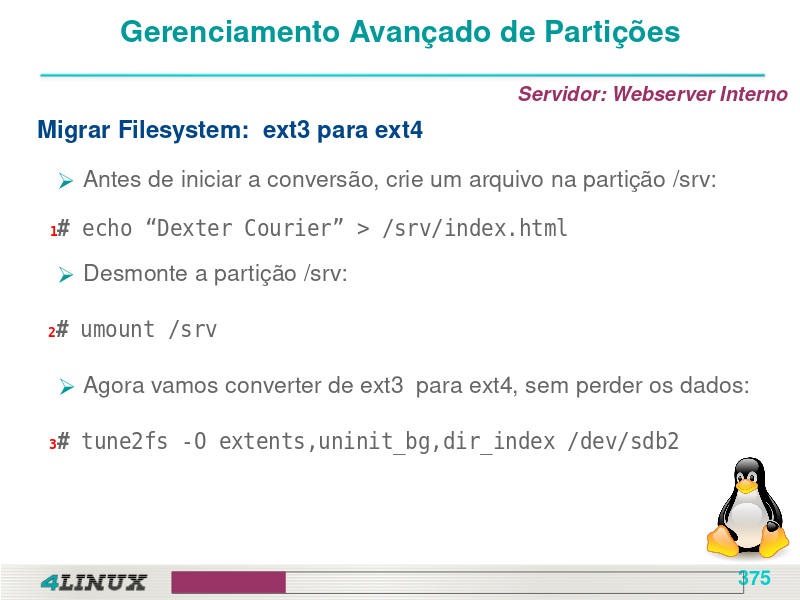 Gerenciamento Avançado de Partições
Servidor: Webserver Interno
Migrar Filesystem:  ext3 para ext4
Antes de iniciar a conversão, crie um arquivo na partição /srv:
1# echo “Dexter Courier” > /srv/index.html
Desmonte a partição /srv:
2# umount /srv
Agora vamos converter de ext3  para ext4, sem perder os dados:
3# tune2fs -O extents,uninit_bg,dir_index /dev/sdb2
4LINUX
375